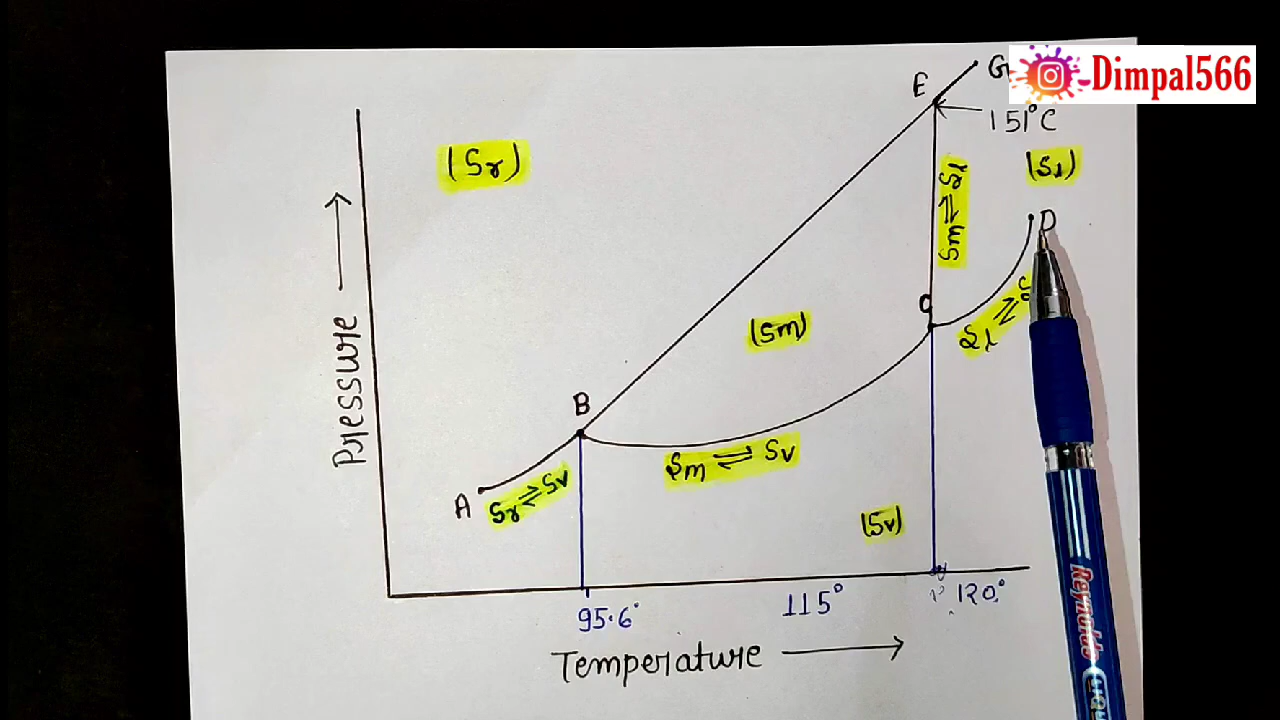 Dimpal566
G
E
151°C
(Sr)
(Sl)
Sm ⇌ Sl
D
C
Sl ⇌
(Sm)
Pressure
B
Sm ⇌ Sv
A
Sr ⇌ Sv
(Sv)
95.6°
115°
120°
Temperature
Reynolds